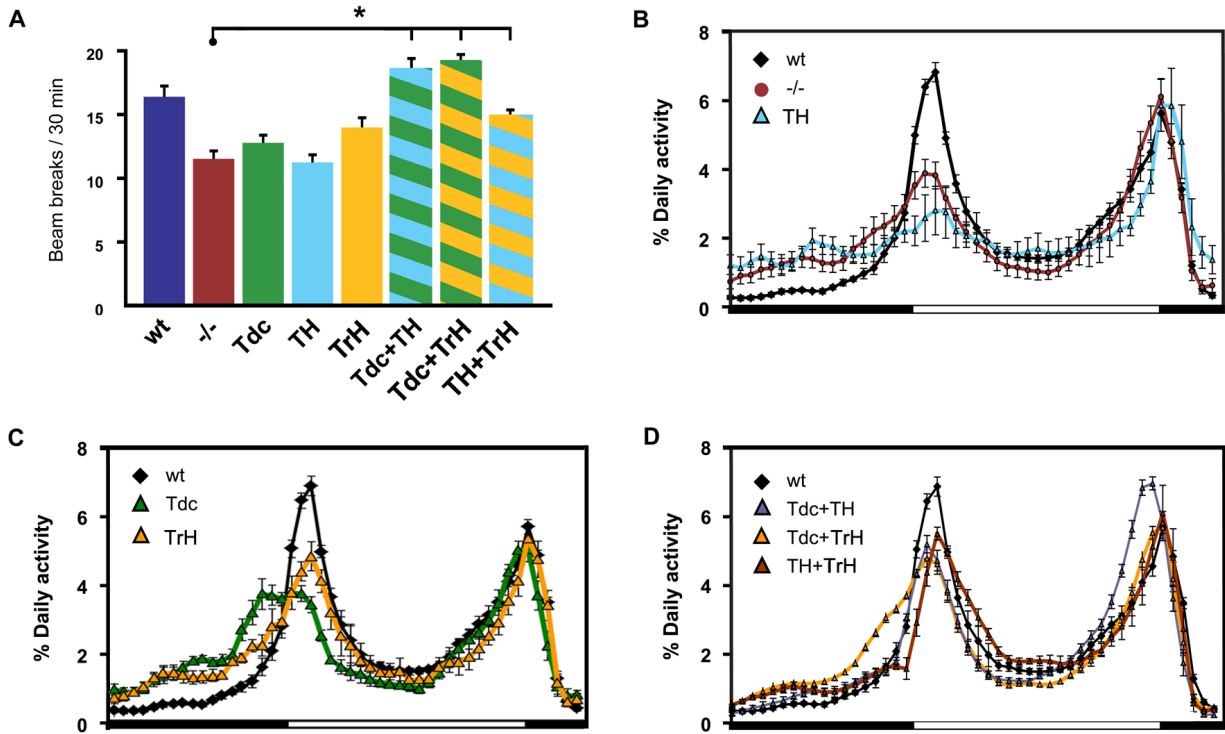 A
*
Beam breaks / 30 min
20
15
10
5
0
wt
-/-
Tdc
TH
TrH
Tdc+TH
Tdc+TrH
TH+TrH
B
% Daily activity
8
6
4
2
0
wt
-/-
TH
C
% Daily activity
8
6
4
2
0
wt
Tdc
TrH
D
% Daily activity
8
6
4
2
0
wt
Tdc+TH
Tdc+TrH
TH+TrH